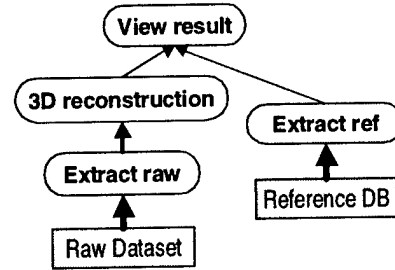 View result
3D reconstruction
Extract ref
Extract raw
Reference DB
Raw Dataset